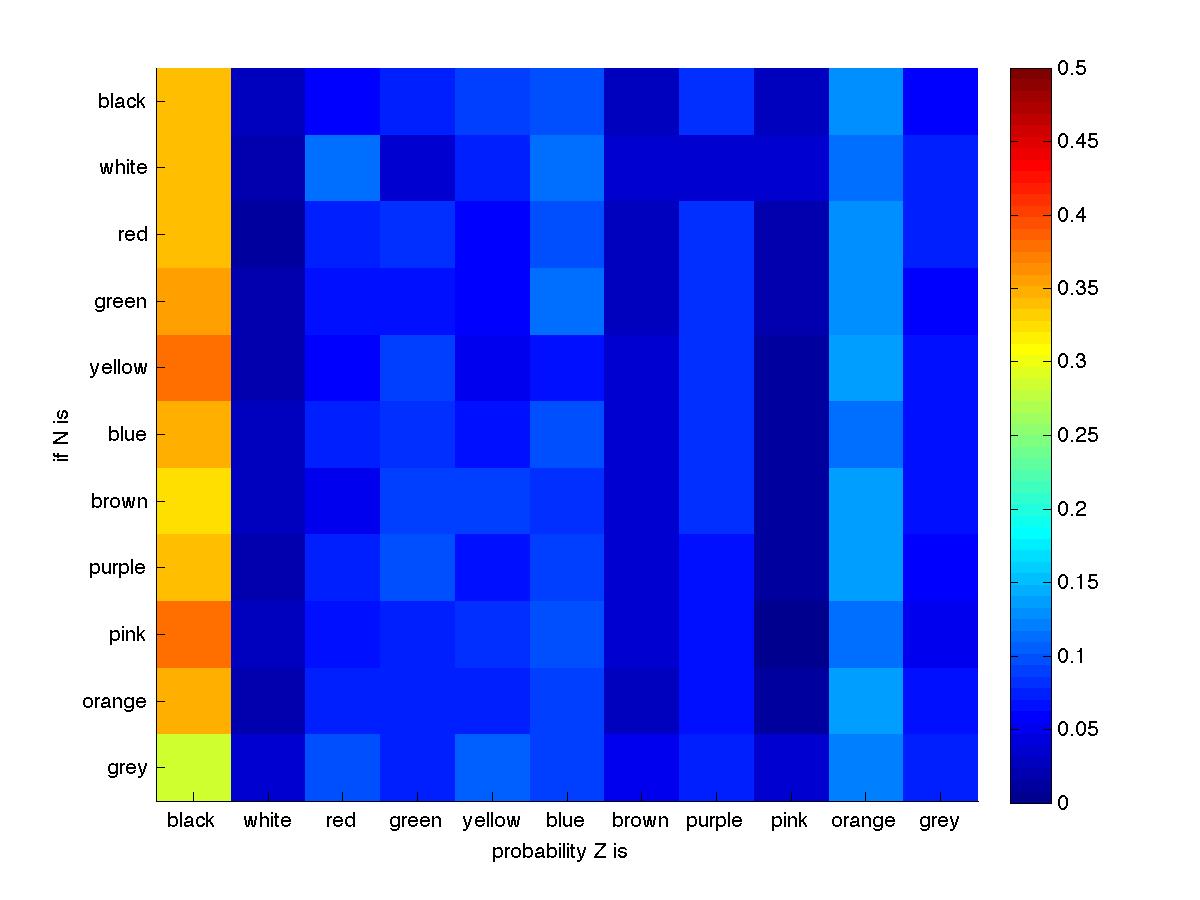 black
white
red
green
yellow
blue
brown
purple
pink
orange
grey
if N is
black white red green yellow blue brown purple pink orange grey
probability Z is
0.5
0.45
0.4
0.35
0.3
0.25
0.2
0.15
0.1
0.05
0